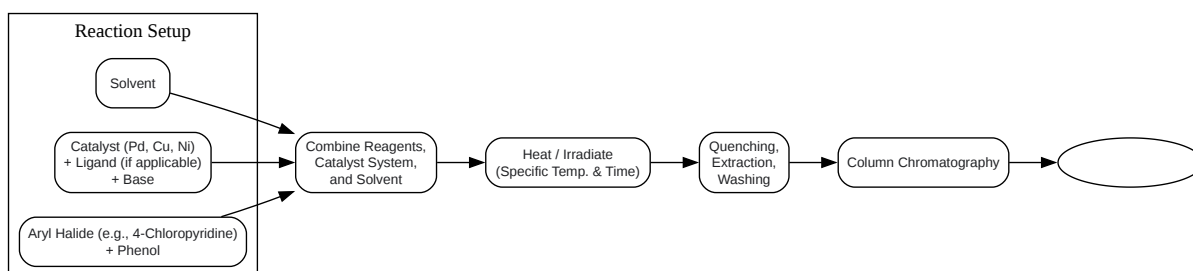 Reaction Setup
Solvent
Catalyst (Pd, Cu, Ni)
+ Ligand (if applicable)
+ Base
Aryl Halide (e.g., 4-Chloropyridine)
+ Phenol
Combine Reagents,
Catalyst System,
and Solvent
Heat / Irradiate
(Specific Temp. & Time)
Quenching,
Extraction,
Washing
Column Chromatography